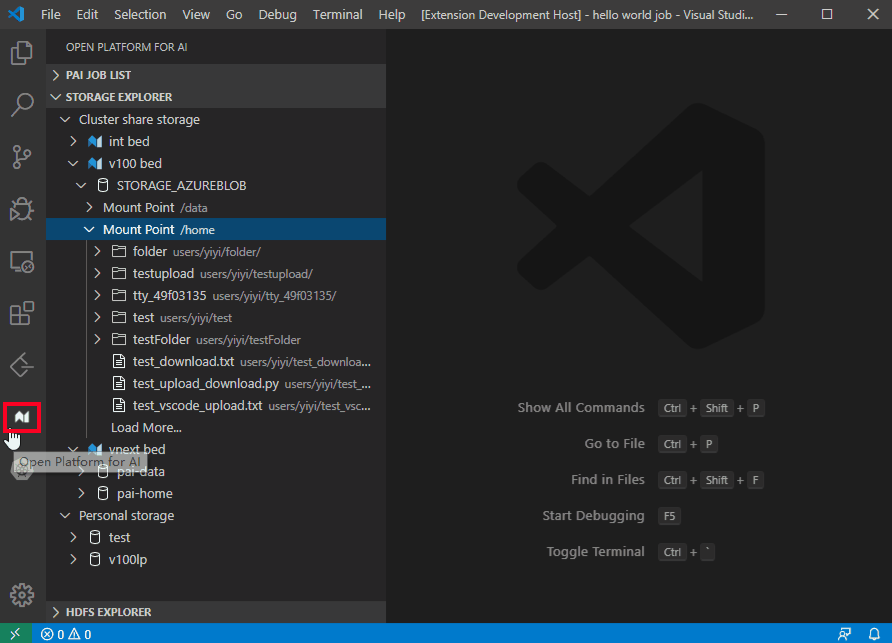 File Edit Selection View Go Debug Terminal Help [Extension Development Host] - hello world job - Visual Studi...
OPEN PLATFORM FOR AI
PAI JOB LIST
STORAGE EXPLORER
Cluster share storage
int bed
v100 bed
STORAGE_AZUREBLOB
Mount Point /data
Mount Point /home
folder users/yiyi/folder/
testupload users/yiyi/testupload/
tty_49f03135 users/yiyi/tty_49f03135/
test users/yiyi/test
testFolder users/yiyi/testFolder
test_download.txt users/yiyi/test_downloa...
test_upload_download.py users/yiyi/test_...
test_vscode_upload.txt users/yiyi/test_vsc...
Load More...
vnext bed
Open Platform for AI
pai-data
pai-home
Personal storage
test
v100lp
HDFS EXPLORER
Show All Commands Ctrl + Shift + P
Go to File Ctrl + P
Find in Files Ctrl + Shift + F
Start Debugging F5
Toggle Terminal Ctrl + `
0 0